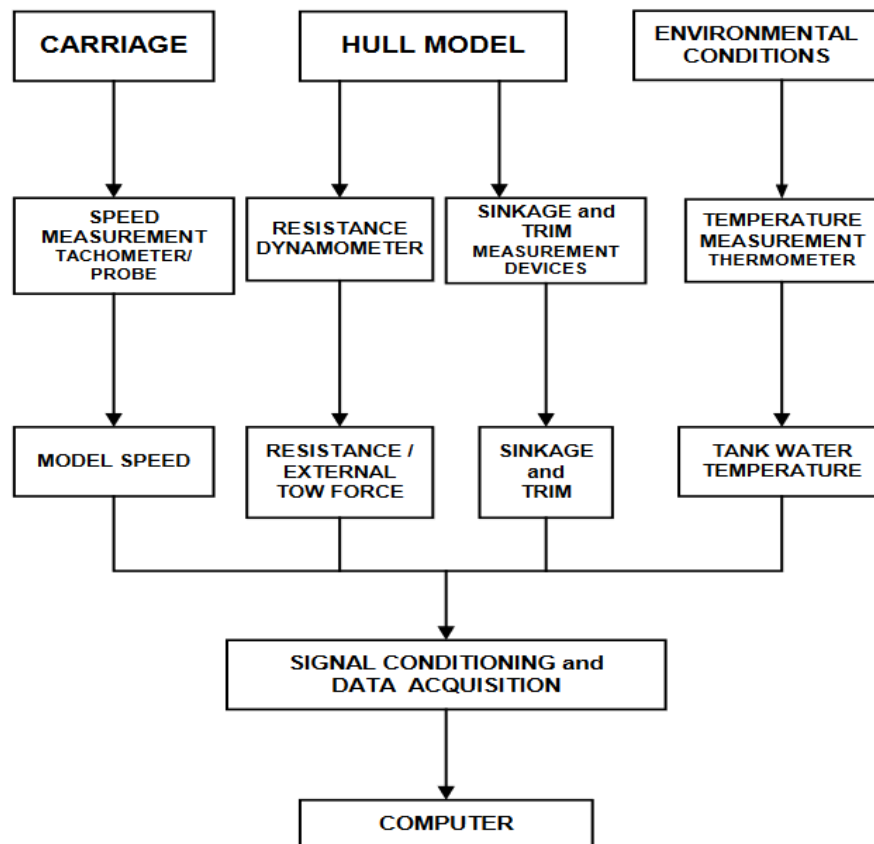 CARRIAGE
HULL MODEL
ENVIRONMENTAL
CONDITIONS
SPEED
MEASUREMENT
TACHOMETER/
PROBE
RESISTANCE
DYNAMOMETER
SINKAGE and
TRIM
MEASUREMENT
DEVICES
TEMPERATURE
MEASUREMENT
THERMOMETER
MODEL SPEED
RESISTANCE /
EXTERNAL
TOW FORCE
SINKAGE
and
TRIM
TANK WATER
TEMPERATURE
SIGNAL CONDITIONING and
DATA ACQUISITION
COMPUTER